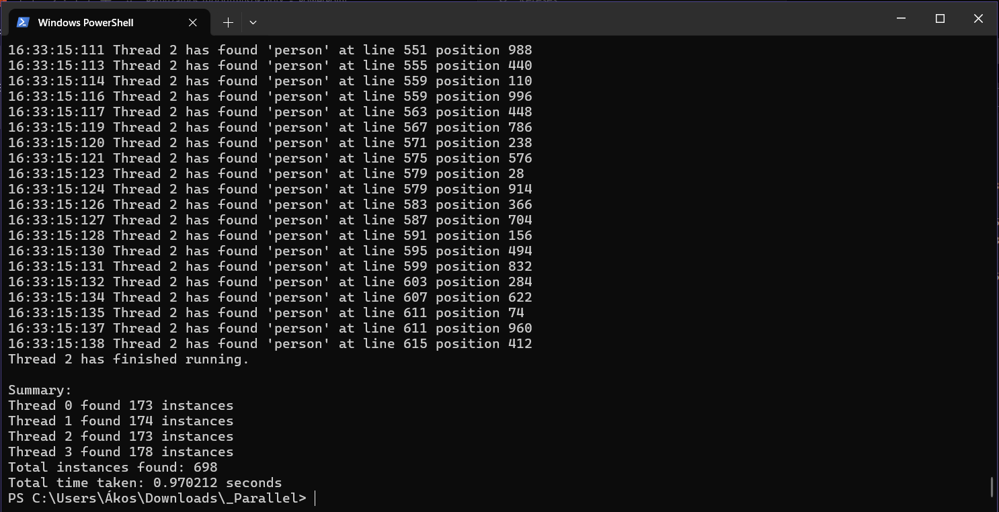 Windows PowerShell
16:33:15:111 Thread 2 has found 'person' at line 551 position 988
16:33:15:113 Thread 2 has found 'person' at line 555 position 440
16:33:15:114 Thread 2 has found 'person' at line 559 position 110
16:33:15:116 Thread 2 has found 'person' at line 559 position 996
16:33:15:117 Thread 2 has found 'person' at line 563 position 448
16:33:15:119 Thread 2 has found 'person' at line 567 position 786
16:33:15:120 Thread 2 has found 'person' at line 571 position 238
16:33:15:121 Thread 2 has found 'person' at line 575 position 576
16:33:15:123 Thread 2 has found 'person' at line 579 position 28
16:33:15:124 Thread 2 has found 'person' at line 579 position 914
16:33:15:126 Thread 2 has found 'person' at line 583 position 366
16:33:15:127 Thread 2 has found 'person' at line 587 position 704
16:33:15:128 Thread 2 has found 'person' at line 591 position 156
16:33:15:130 Thread 2 has found 'person' at line 595 position 494
16:33:15:131 Thread 2 has found 'person' at line 599 position 832
16:33:15:132 Thread 2 has found 'person' at line 603 position 284
16:33:15:134 Thread 2 has found 'person' at line 607 position 622
16:33:15:135 Thread 2 has found 'person' at line 611 position 74
16:33:15:137 Thread 2 has found 'person' at line 611 position 960
16:33:15:138 Thread 2 has found 'person' at line 615 position 412
Thread 2 has finished running.
Summary:
Thread 0 found 173 instances
Thread 1 found 174 instances
Thread 2 found 173 instances
Thread 3 found 178 instances
Total instances found: 698
Total time taken: 0.970212 seconds
PS C:\Users\Ákos\Downloads\_Parallel>